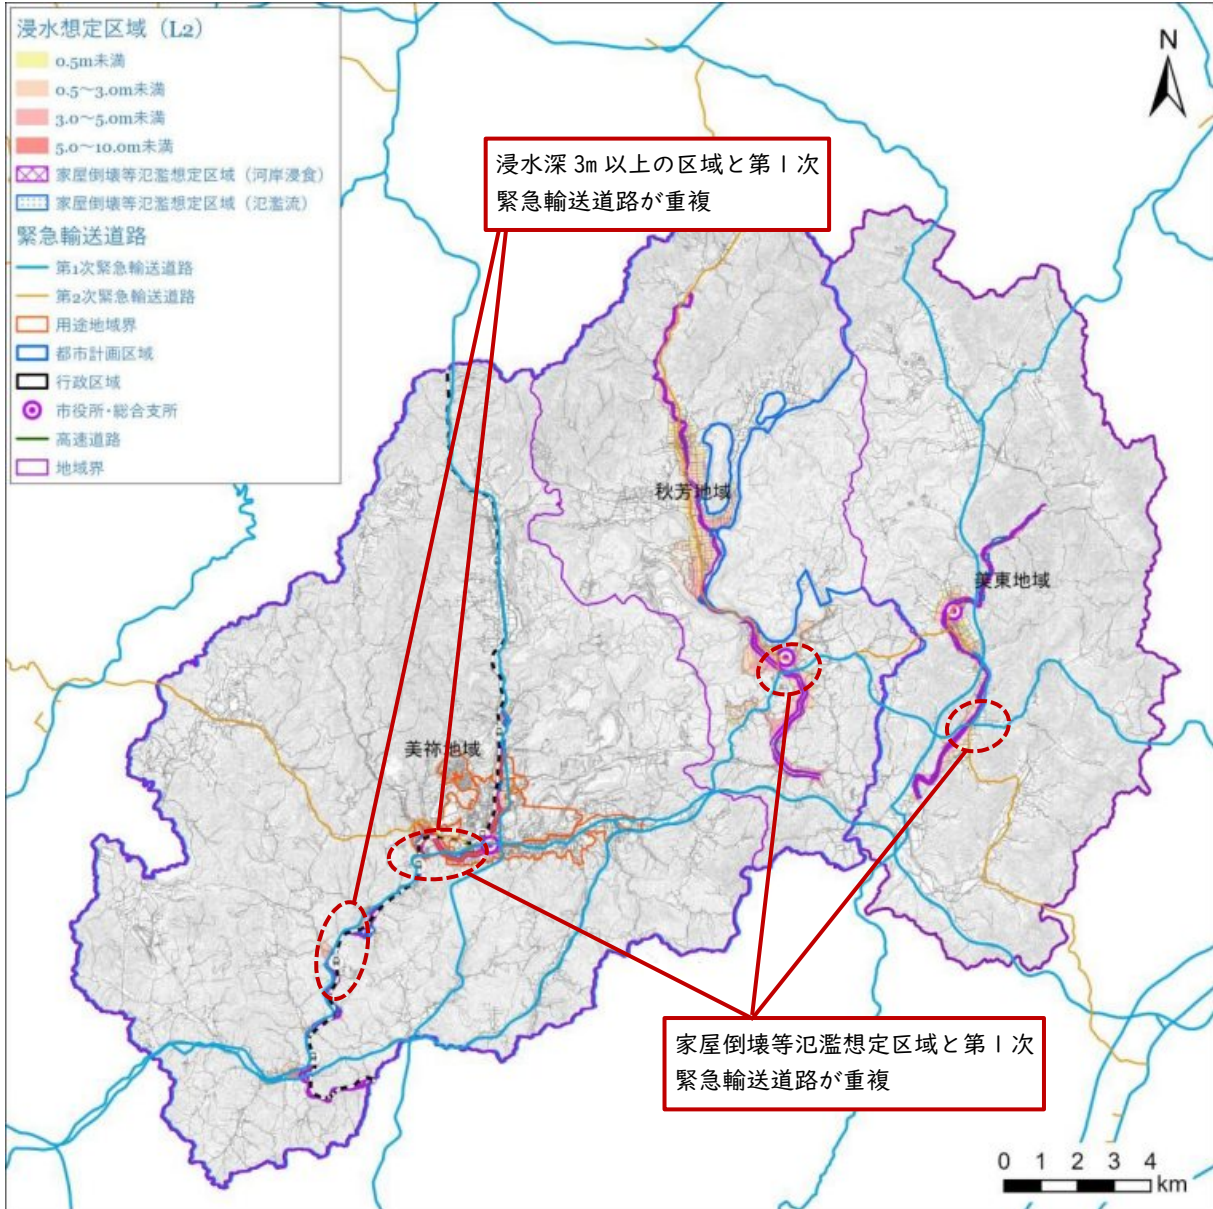 浸水想定区域（L2）
0.5m未満
0.5～3.0m未満
3.0～5.0m未満
5.0～10.0m未満
家屋倒壊等氾濫想定区域（河岸浸食）
家屋倒壊等氾濫想定区域（氾濫流）
緊急輸送道路
第1次緊急輸送道路
第2次緊急輸送道路
用途地域界
都市計画区域
行政区域
市役所・総合支所
高速道路
地域界
N
浸水深 3m 以上の区域と第１次
緊急輸送道路が重複
秋芳地域
美東地域
美祢地域
家屋倒壊等氾濫想定区域と第１次
緊急輸送道路が重複
0 1 2 3 4
km